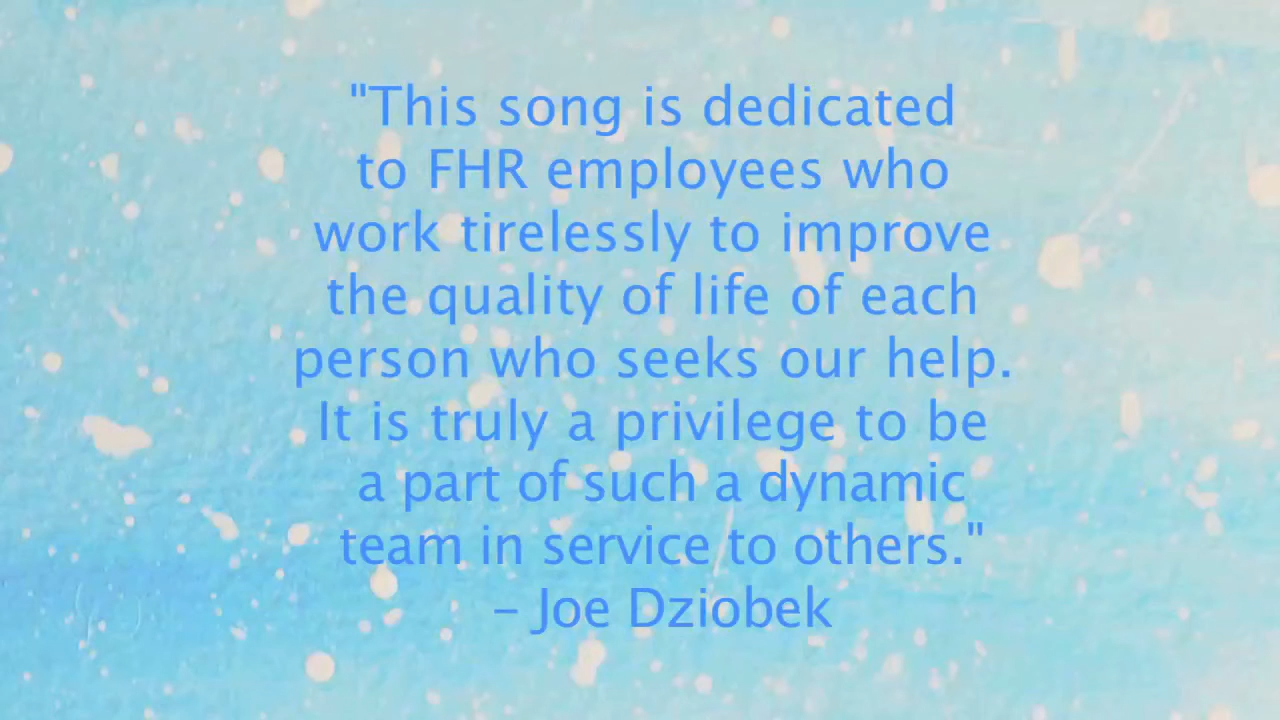 "This song is dedicated
to FHR employees who
work tirelessly to improve
the quality of life of each
person who seeks our help.
It is truly a privilege to be
a part of such a dynamic
team in service to others."
– Joe Dziobek